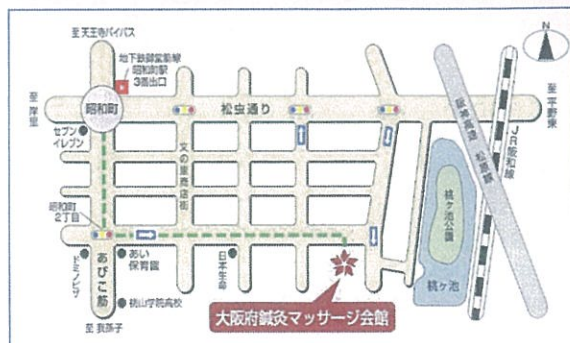 至 天王寺バイパス
N
地下鉄御堂筋線
昭和町駅
3番出口
至 岸里
昭和町
松虫通り
至 平野東
セブン
イレブン
文の里商店街
阪神高速 松原線
JR阪和線
桃ヶ池公園
昭和町
2丁目
あびこ筋
ドミノピザ
あい
保育園
日本生命
桃ヶ池
桃山学院高校
大阪府鍼灸マッサージ会館
至 我孫子